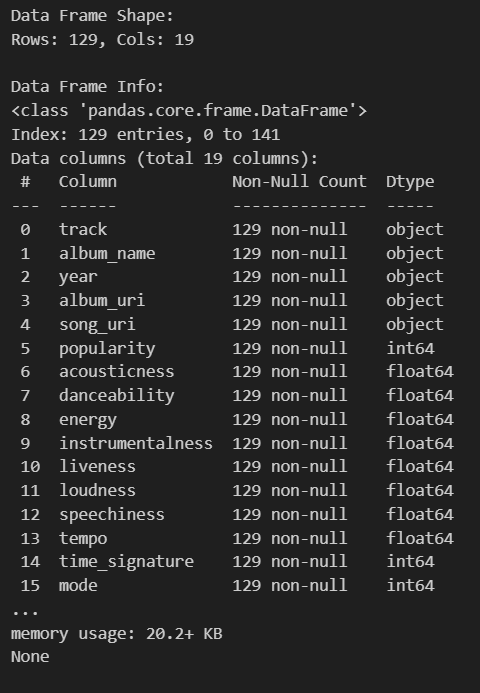 Data Frame Shape:
Rows: 129, Cols: 19

Data Frame Info:
<class 'pandas.core.frame.DataFrame'>
Index: 129 entries, 0 to 141
Data columns (total 19 columns):
 #   Column            Non-Null Count  Dtype
---  ------            --------------  -----
 0   track             129 non-null    object
 1   album_name        129 non-null    object
 2   year              129 non-null    object
 3   album_uri         129 non-null    object
 4   song_uri          129 non-null    object
 5   popularity        129 non-null    int64
 6   acousticness      129 non-null    float64
 7   danceability      129 non-null    float64
 8   energy            129 non-null    float64
 9   instrumentalness  129 non-null    float64
 10  liveness          129 non-null    float64
 11  loudness          129 non-null    float64
 12  speechiness       129 non-null    float64
 13  tempo             129 non-null    float64
 14  time_signature    129 non-null    int64
 15  mode              129 non-null    int64
...
memory usage: 20.2+ KB
None